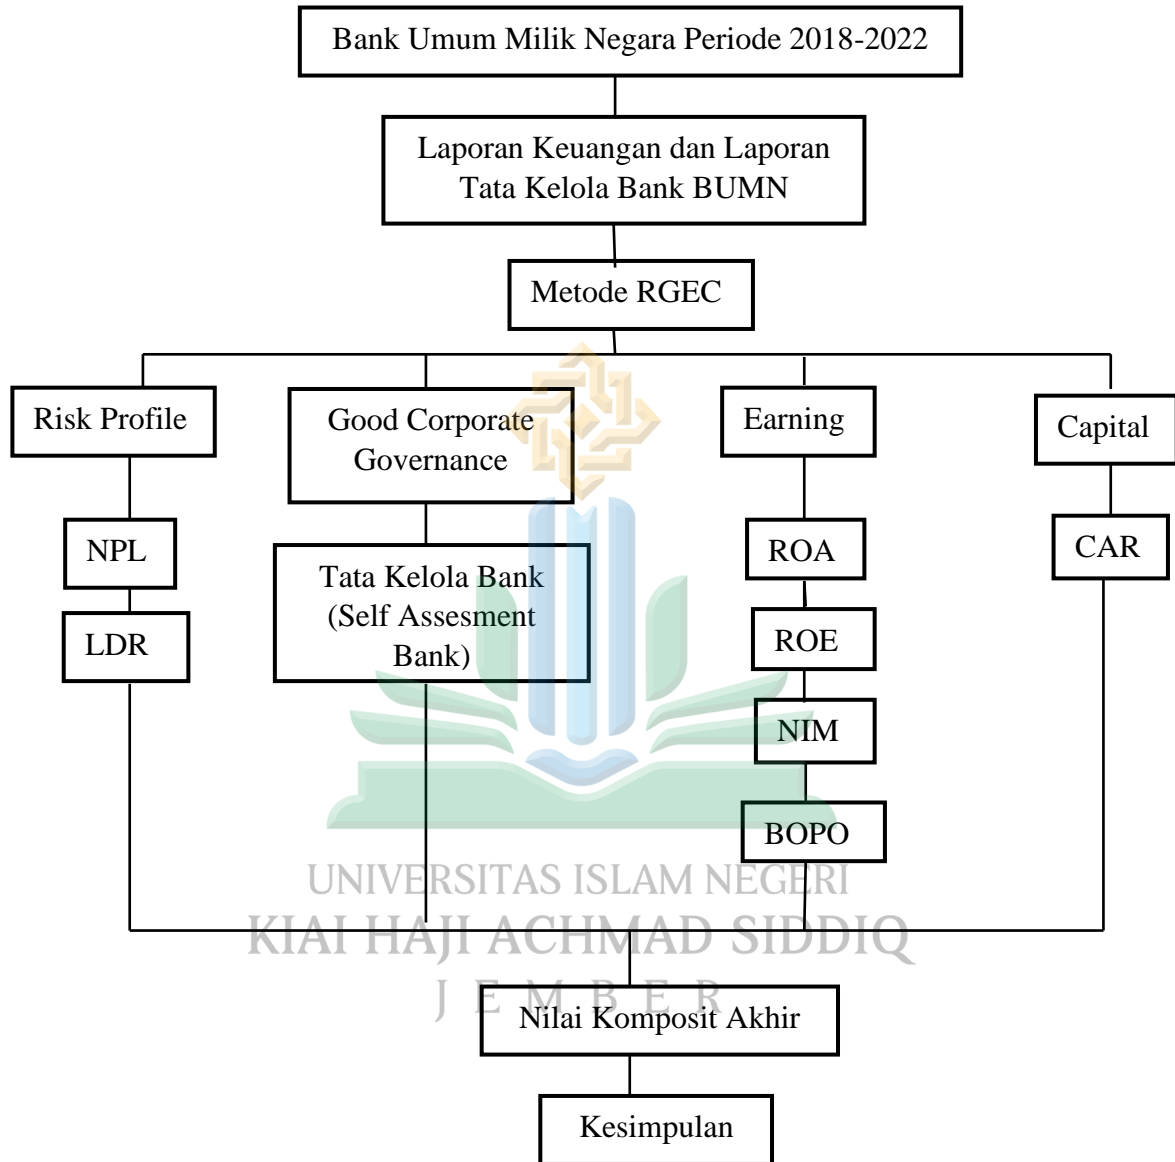 Bank Umum Milik Negara Periode 2018-2022
Laporan Keuangan dan Laporan
Tata Kelola Bank BUMN
Metode RGEC
Risk Profile
Good Corporate
Governance
Earning
Capital
NPL
LDR
Tata Kelola Bank
(Self Assesment
Bank)
ROA
ROE
NIM
BOPO
CAR
UNIVERSITAS ISLAM NEGERI
KIAI HAJI ACHMAD SIDDIQ
J E M B E R
Nilai Komposit Akhir
Kesimpulan